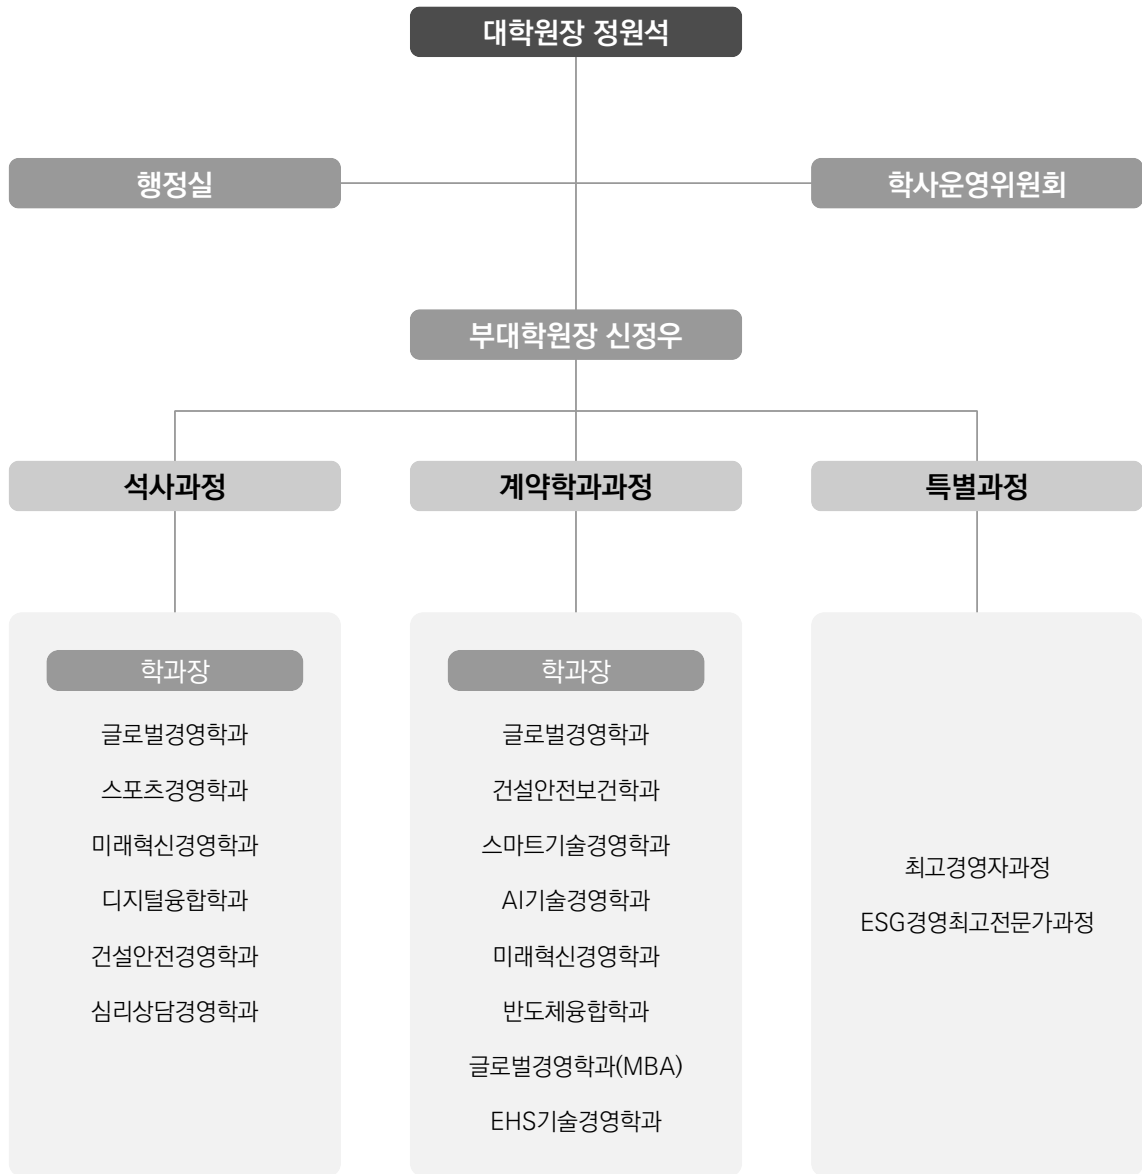 대학원장 정원석
행정실
학사운영위원회
부대학원장 신정우
석사과정
계약학과과정
특별과정
학과장
글로벌경영학과
스포츠경영학과
미래혁신경영학과
디지털융합학과
건설안전경영학과
심리상담경영학과
학과장
글로벌경영학과
건설안전보건학과
스마트기술경영학과
AI기술경영학과
미래혁신경영학과
반도체융합학과
글로벌경영학과(MBA)
EHS기술경영학과
최고경영자과정
ESG경영최고전문가과정